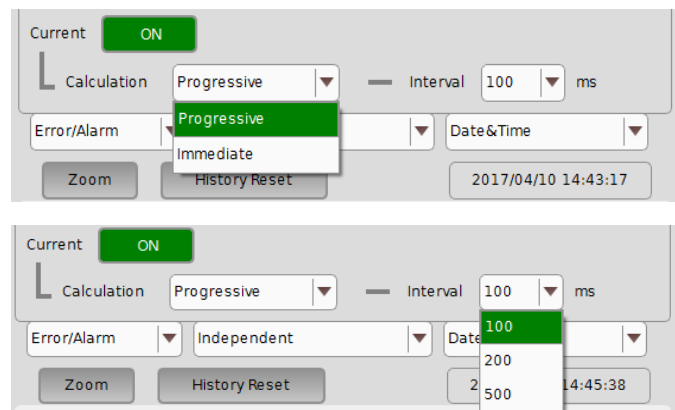 Current ON
Calculation Progressive Interval 100 ms
Progressive
Error/Alarm Date&Time
Immediate
Zoom History Reset 2017/04/10 14:43:17
Current ON
Calculation Progressive Interval 100 ms
100
Error/Alarm Independent Date
200
Zoom History Reset 2 14:45:38
500